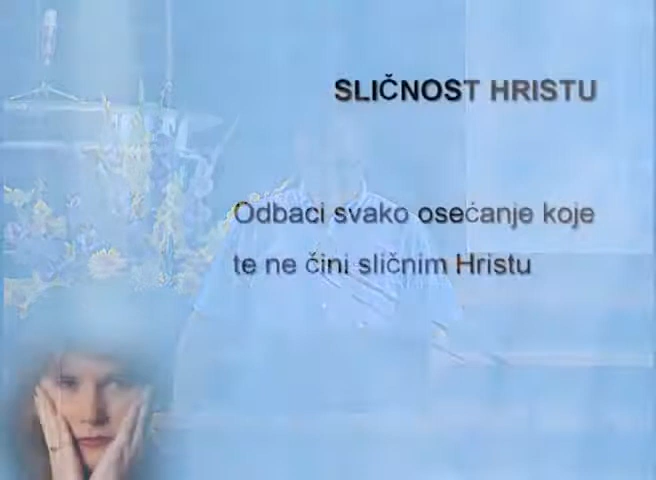 SLIČNOST HRISTU
Odbaci svako osećanje koje
te ne čini sličnim Hristu